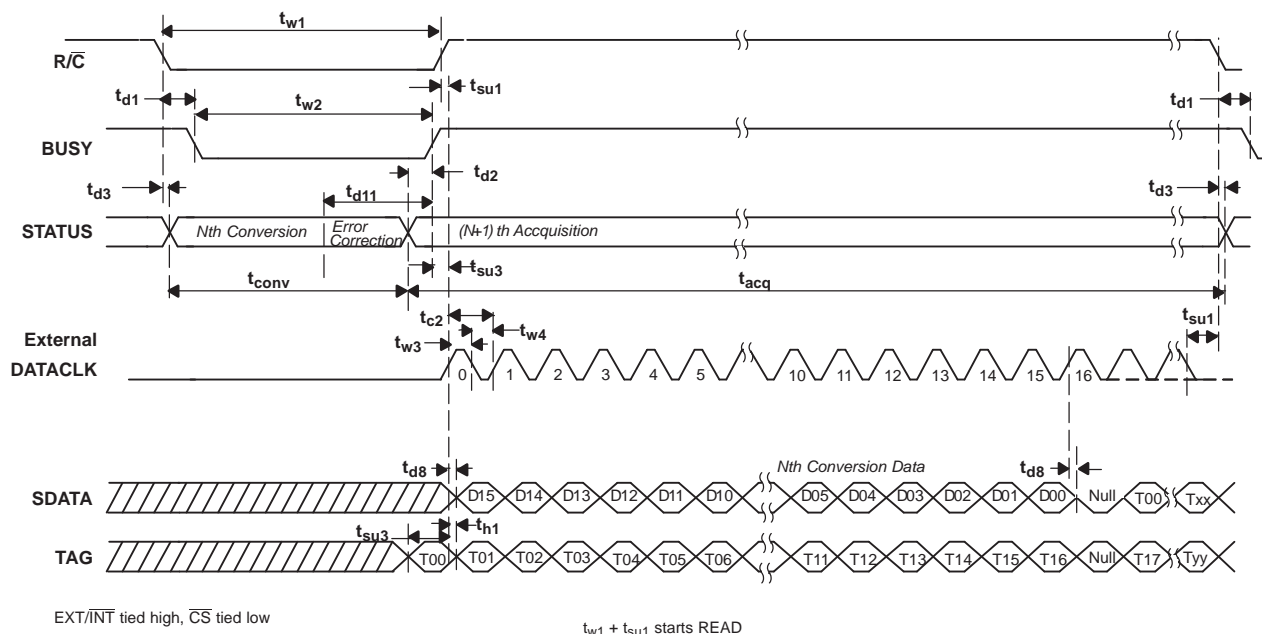 tw1
R/C
tsu1
td1
tw2
td1
BUSY
td2
td3
td11
td3
STATUS
Nth Conversion
Error
Correction
(N+1) th Accquisition
tsu3
tconv
tacq
tc2
tsu1
External
tw3
tw4
DATACLK
0 1 2 3 4 5 10 11 12 13 14 15 16
Nth Conversion Data
td8
td8
SDATA
D15 D14 D13 D12 D11 D10 D05 D04 D03 D02 D01 D00 Null T00 Txx
tsu3
th1
TAG
T00 T01 T02 T03 T04 T05 T06 T11 T12 T13 T14 T15 T16 Null T17 Tyy
EXT/INT tied high, CS tied low
tw1 + tsu1 starts READ